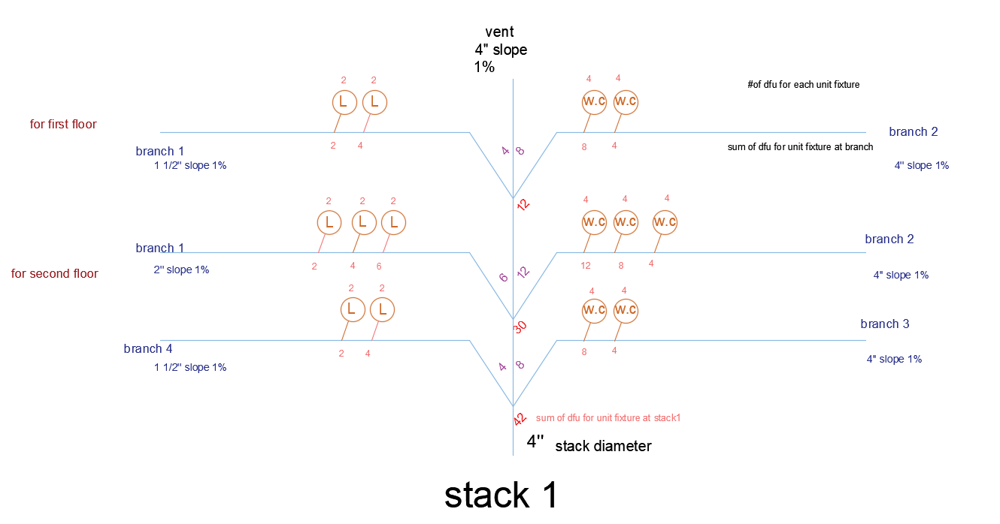 vent
4" slope
1%
2 2
4 4
#of dfu for each unit fixture
L L
W.C W.C
for first floor
branch 2
2 4
8 4
sum of dfu for unit fixture at branch
branch 1
4 8
1 1/2" slope 1%
4" slope 1%
12
2 2 2
4 4 4
L L L
W.C W.C W.C
branch 2
branch 1
2 4 6
12 8 4
2" slope 1%
for second floor
6 12
4" slope 1%
2 2
4 4
L L
W.C W.C
30
branch 3
branch 4
2 4
8 4
4" slope 1%
1 1/2" slope 1%
4 8
42
sum of dfu for unit fixture at stack1
4" stack diameter
stack 1